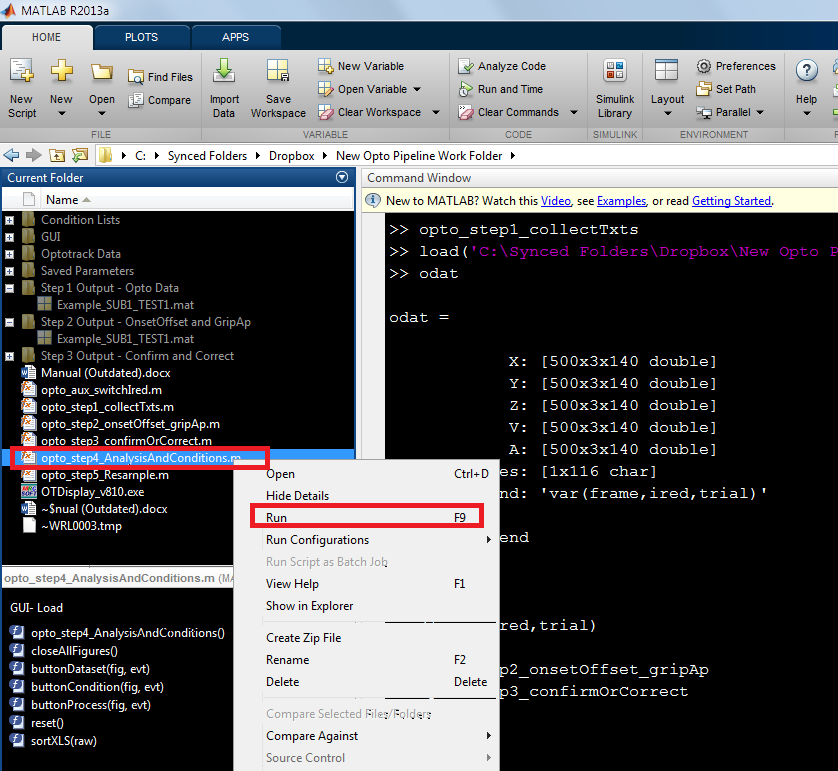 MATLAB R2013a
HOME PLOTS APPS
New Script
New
Open
Find Files
Compare
FILE
Import Data
Save Workspace
New Variable
Open Variable
Clear Workspace
VARIABLE
Analyze Code
Run and Time
Clear Commands
CODE
Simulink Library
SIMULINK
Layout
Preferences
Set Path
Parallel
ENVIRONMENT
Help
C: Synced Folders Dropbox New Opto Pipeline Work Folder
Current Folder
Name
Condition Lists
GUI
Optotrack Data
Saved Parameters
Step 1 Output - Opto Data
Example_SUB1_TEST1.mat
Step 2 Output - OnsetOffset and GripAp
Example_SUB1_TEST1.mat
Step 3 Output - Confirm and Correct
Manual (Outdated).docx
opto_aux_switchIred.m
opto_step1_collectTxts.m
opto_step2_onsetOffset_gripAp.m
opto_step3_confirmOrCorrect.m
opto_step4_AnalysisAndConditions.m
opto_step5_Resarnple.m
OTDisplay_v810.exe
~$nual (Outdated).docx
~WRL0003.tmp
opto_step4_AnalysisAndConditions.m (MA
GUI- Load
opto_step4_AnalysisAndConditions()
closeAllFigures()
buttonDataset(fig, evt)
buttonCondition(fig, evt)
buttonProcess(fig, evt)
reset()
sortXLS(raw)
Command Window
New to MATLAB? Watch this Video, see Examples, or read Getting Started.
>> opto_step1_collectTxts
>> load('C:\Synced Folders\Dropbox\New Opto P
>> odat
odat =
X: [500x3x140 double]
Y: [500x3x140 double]
Z: [500x3x140 double]
V: [500x3x140 double]
A: [500x3x140 double]
es: [1x116 char]
nd: 'var(frame,ired,trial)'
end
red,trial)
p2_onsetOffset_gripAp
p3_confirmOrCorrect
Open Ctrl+D
Hide Details
Run F9
Run Configurations
Run Script as Batch Job
View Help F1
Show in Explorer
Create Zip File
Rename F2
Delete Delete
Compare Selected Files/Folders
Compare Against
Source Control